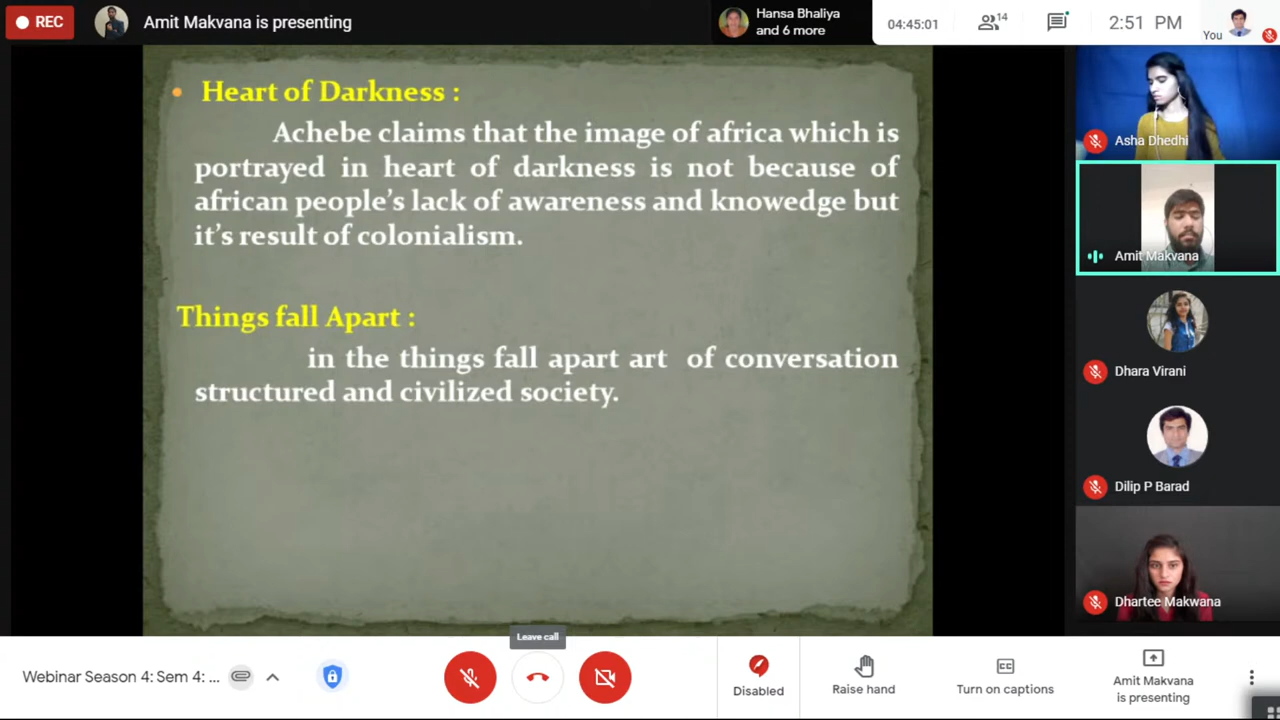 REC
Amit Makvana is presenting
Hansa Bhaliya
and 6 more
04:45:01
14
2:51 PM
You
• Heart of Darkness :
Achebe claims that the image of africa which is
portrayed in heart of darkness is not because of
african people's lack of awareness and knowedge but
it's result of colonialism.
Things fall Apart :
in the things fall apart art of conversation
structured and civilized society.
Asha Dhedhi
Amit Makvana
Dhara Virani
Dilip P Barad
Dhartee Makwana
Leave call
Webinar Season 4: Sem 4: ...
Disabled
Raise hand
CC
Turn on captions
Amit Makvana
is presenting